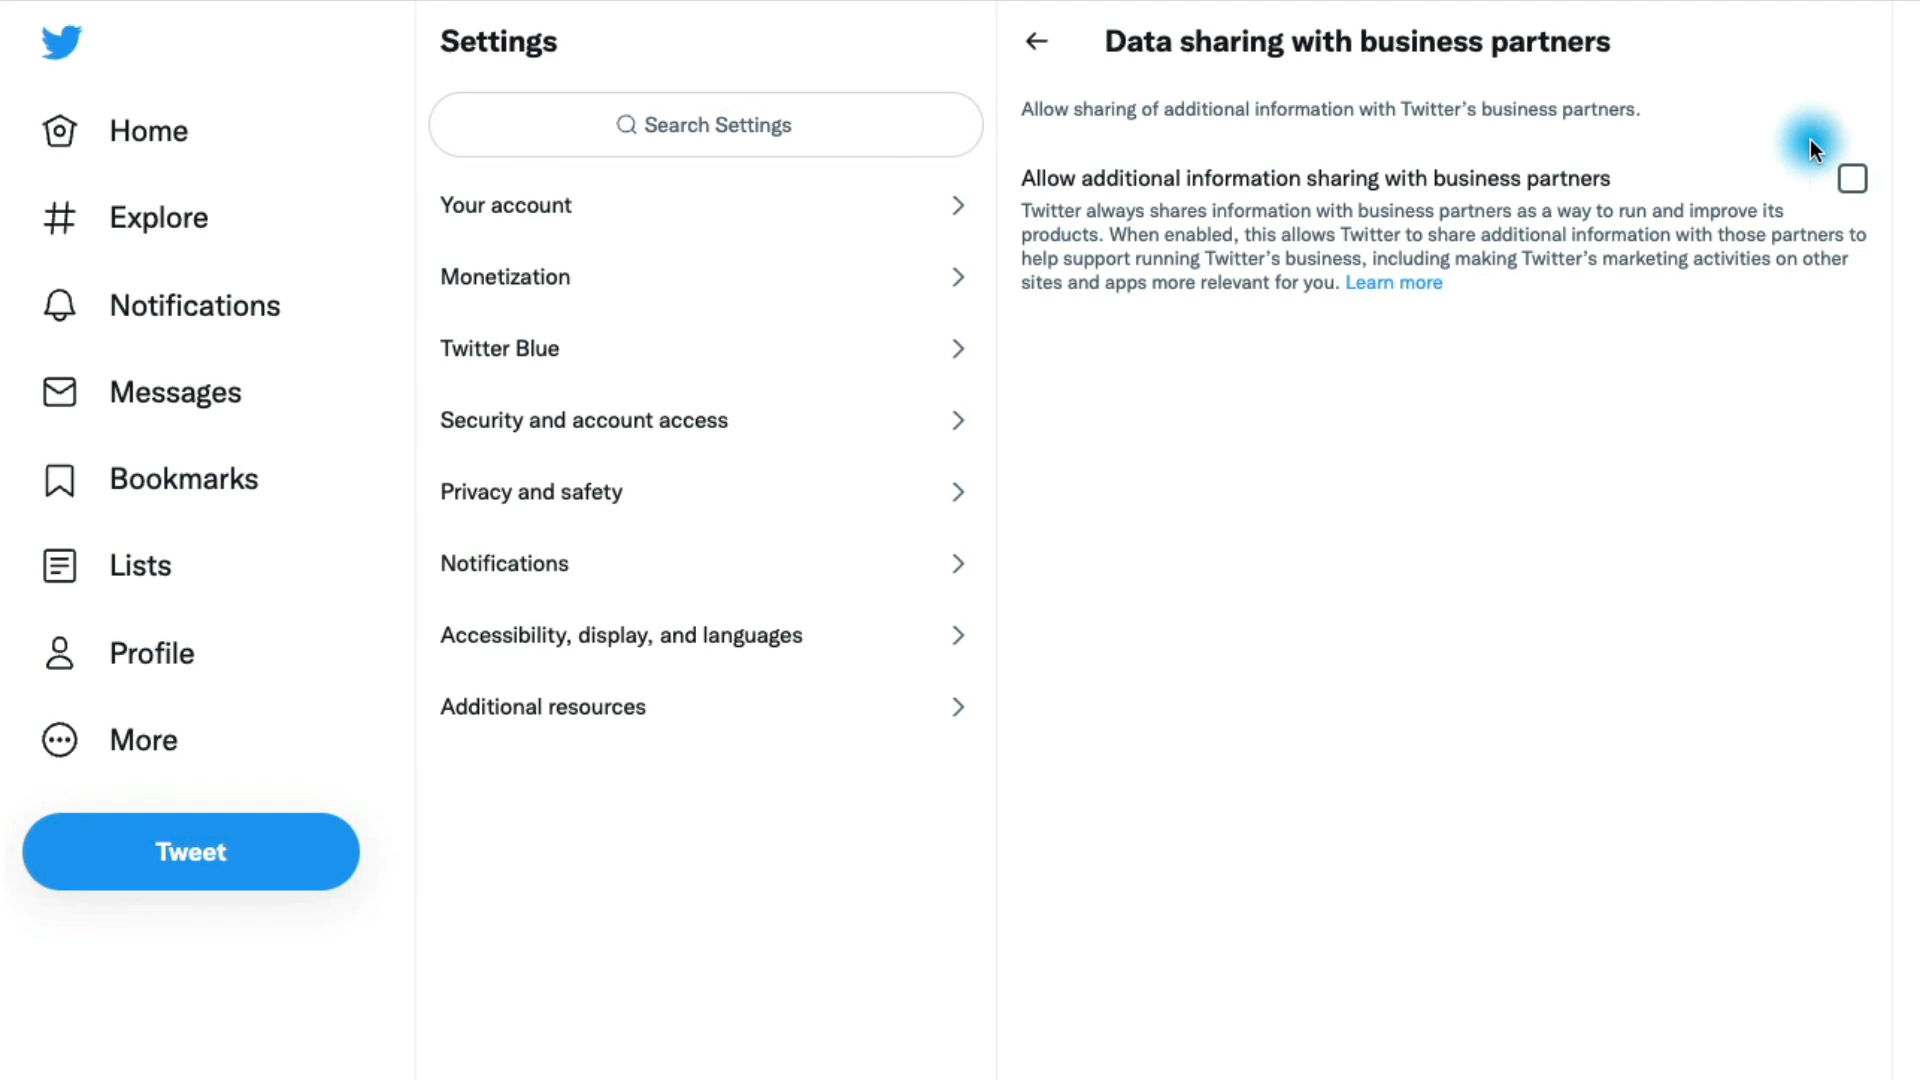 Home
Explore
Notifications
Messages
Bookmarks
Lists
Profile
More
Tweet
Settings
Search Settings
Your account
Monetization
Twitter Blue
Security and account access
Privacy and safety
Notifications
Accessibility, display, and languages
Additional resources
Data sharing with business partners
Allow sharing of additional information with Twitter’s business partners.
Allow additional information sharing with business partners
Twitter always shares information with business partners as a way to run and improve its
products. When enabled, this allows Twitter to share additional information with those partners to
help support running Twitter’s business, including making Twitter’s marketing activities on other
sites and apps more relevant for you. Learn more